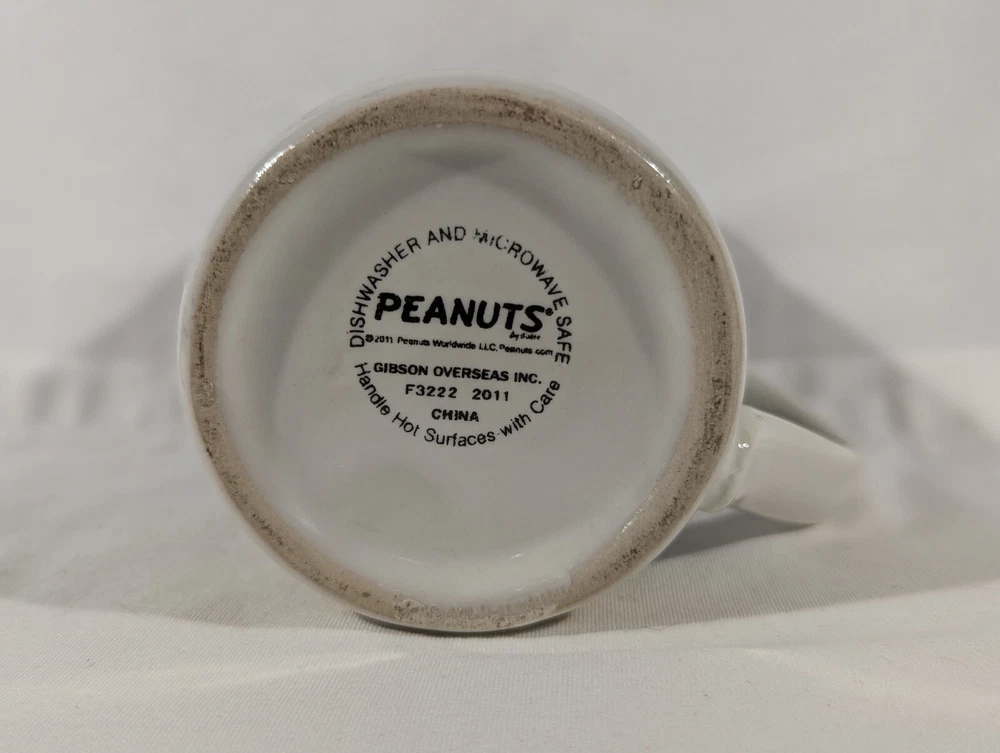 DISHWASHER AND MICROWAVE SAFE
PEANUTS®
by Schulz
©2011 Peanuts Worldwide LLC, Peanuts.com
GIBSON OVERSEAS INC.
F3222 2011
CHINA
Handle Hot Surfaces with Care